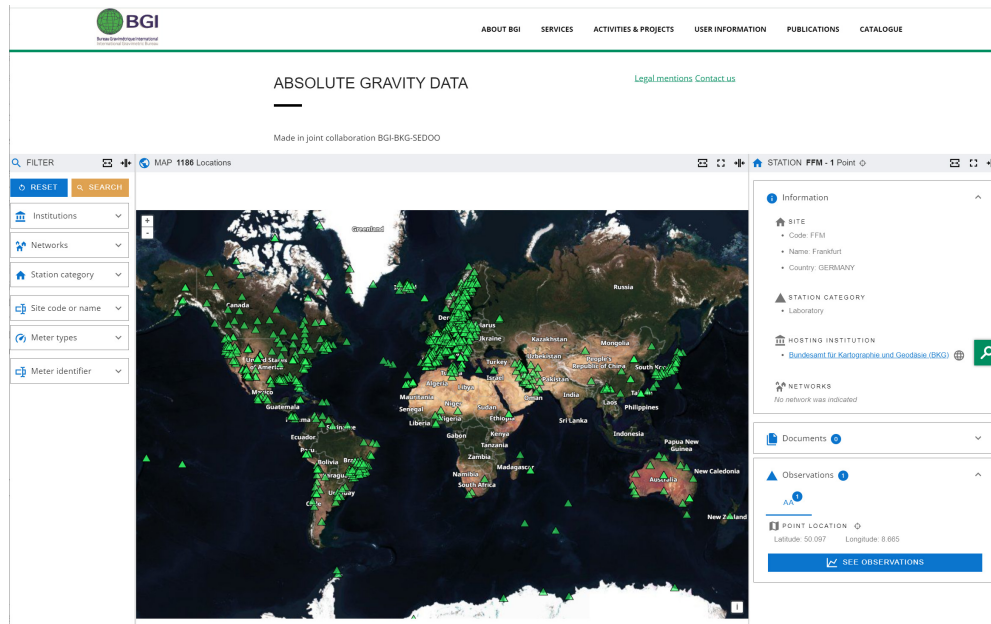 BGI
Bureau Gravimétrique International
International Gravimetric Bureau
ABOUT BGI
SERVICES
ACTIVITIES & PROJECTS
USER INFORMATION
PUBLICATIONS
CATALOGUE
ABSOLUTE GRAVITY DATA
Legal mentions Contact us
Made in joint collaboration BGI-BKG-SEDOO
FILTER
RESET
SEARCH
Institutions
Networks
Station category
Site code or name
Meter types
Meter identifier
MAP 1186 Locations
+
-
Greenland
Canada
Russia
Kazakhstan
Mongolia
Turkey
Pakistan
India
Laos
Philippines
Oman
Israel
Algeria
Libya
Mauritania
Niger
Senegal
Sudan
Liberia
Nigeria
Ethiopia
Sri Lanka
Gabon
Kenya
Tanzania
Indonesia
Papua New
Guinea
Zambia
Namibia
Madagascar
South Africa
Australia
New Caledonia
Mexico
Guatemala
Ecuador
Bolivia
i
STATION FFM - 1 Point
Information
SITE
• Code: FFM
• Name: Frankfurt
• Country: GERMANY
STATION CATEGORY
• Laboratory
HOSTING INSTITUTION
• Bundesamt für Kartographie und Geodäsie (BKG)
NETWORKS
No network was indicated
Documents 0
Observations 1
AA 1
POINT LOCATION
Latitude: 50.097 Longitude: 8.665
SEE OBSERVATIONS